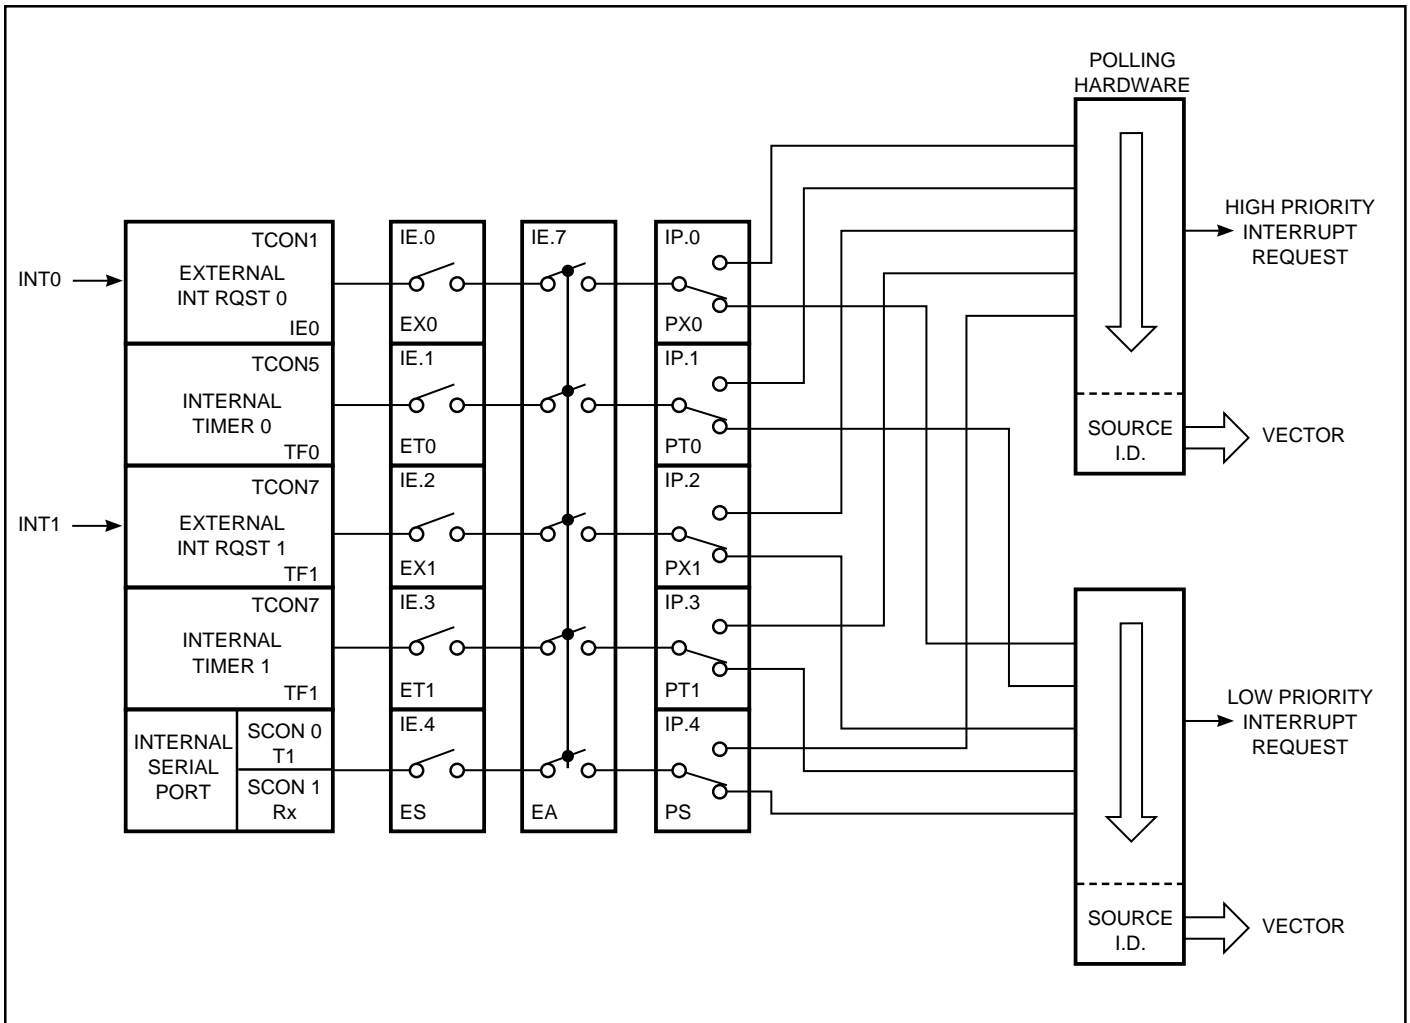 POLLING
HARDWARE
HIGH PRIORITY
INTERRUPT
REQUEST
SOURCE
I.D.
VECTOR
INT0
TCON1
EXTERNAL
INT RQST 0
IE0
IE.0
EX0
IE.7
IP.0
PX0
TCON5
INTERNAL
TIMER 0
TF0
IE.1
ET0
IP.1
PT0
INT1
TCON7
EXTERNAL
INT RQST 1
TF1
IE.2
EX1
IP.2
PX1
TCON7
INTERNAL
TIMER 1
TF1
IE.3
ET1
IP.3
PT1
INTERNAL
SERIAL
PORT
SCON 0
T1
SCON 1
Rx
IE.4
ES
EA
IP.4
PS
LOW PRIORITY
INTERRUPT
REQUEST
SOURCE
I.D.
VECTOR